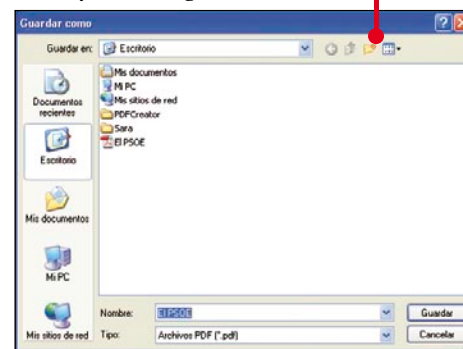 Guardar como
Guardar en: Escritorio
Mis documentos
Mi PC
Mis sitios de red
PDFCreator
Sara
El PSOE
Documentos
recientes
Escritorio
Mis documentos
Mi PC
Mis sitios de red
Nombre: El PSOE Guardar
Tipo: Archivos PDF (*.pdf) Cancelar